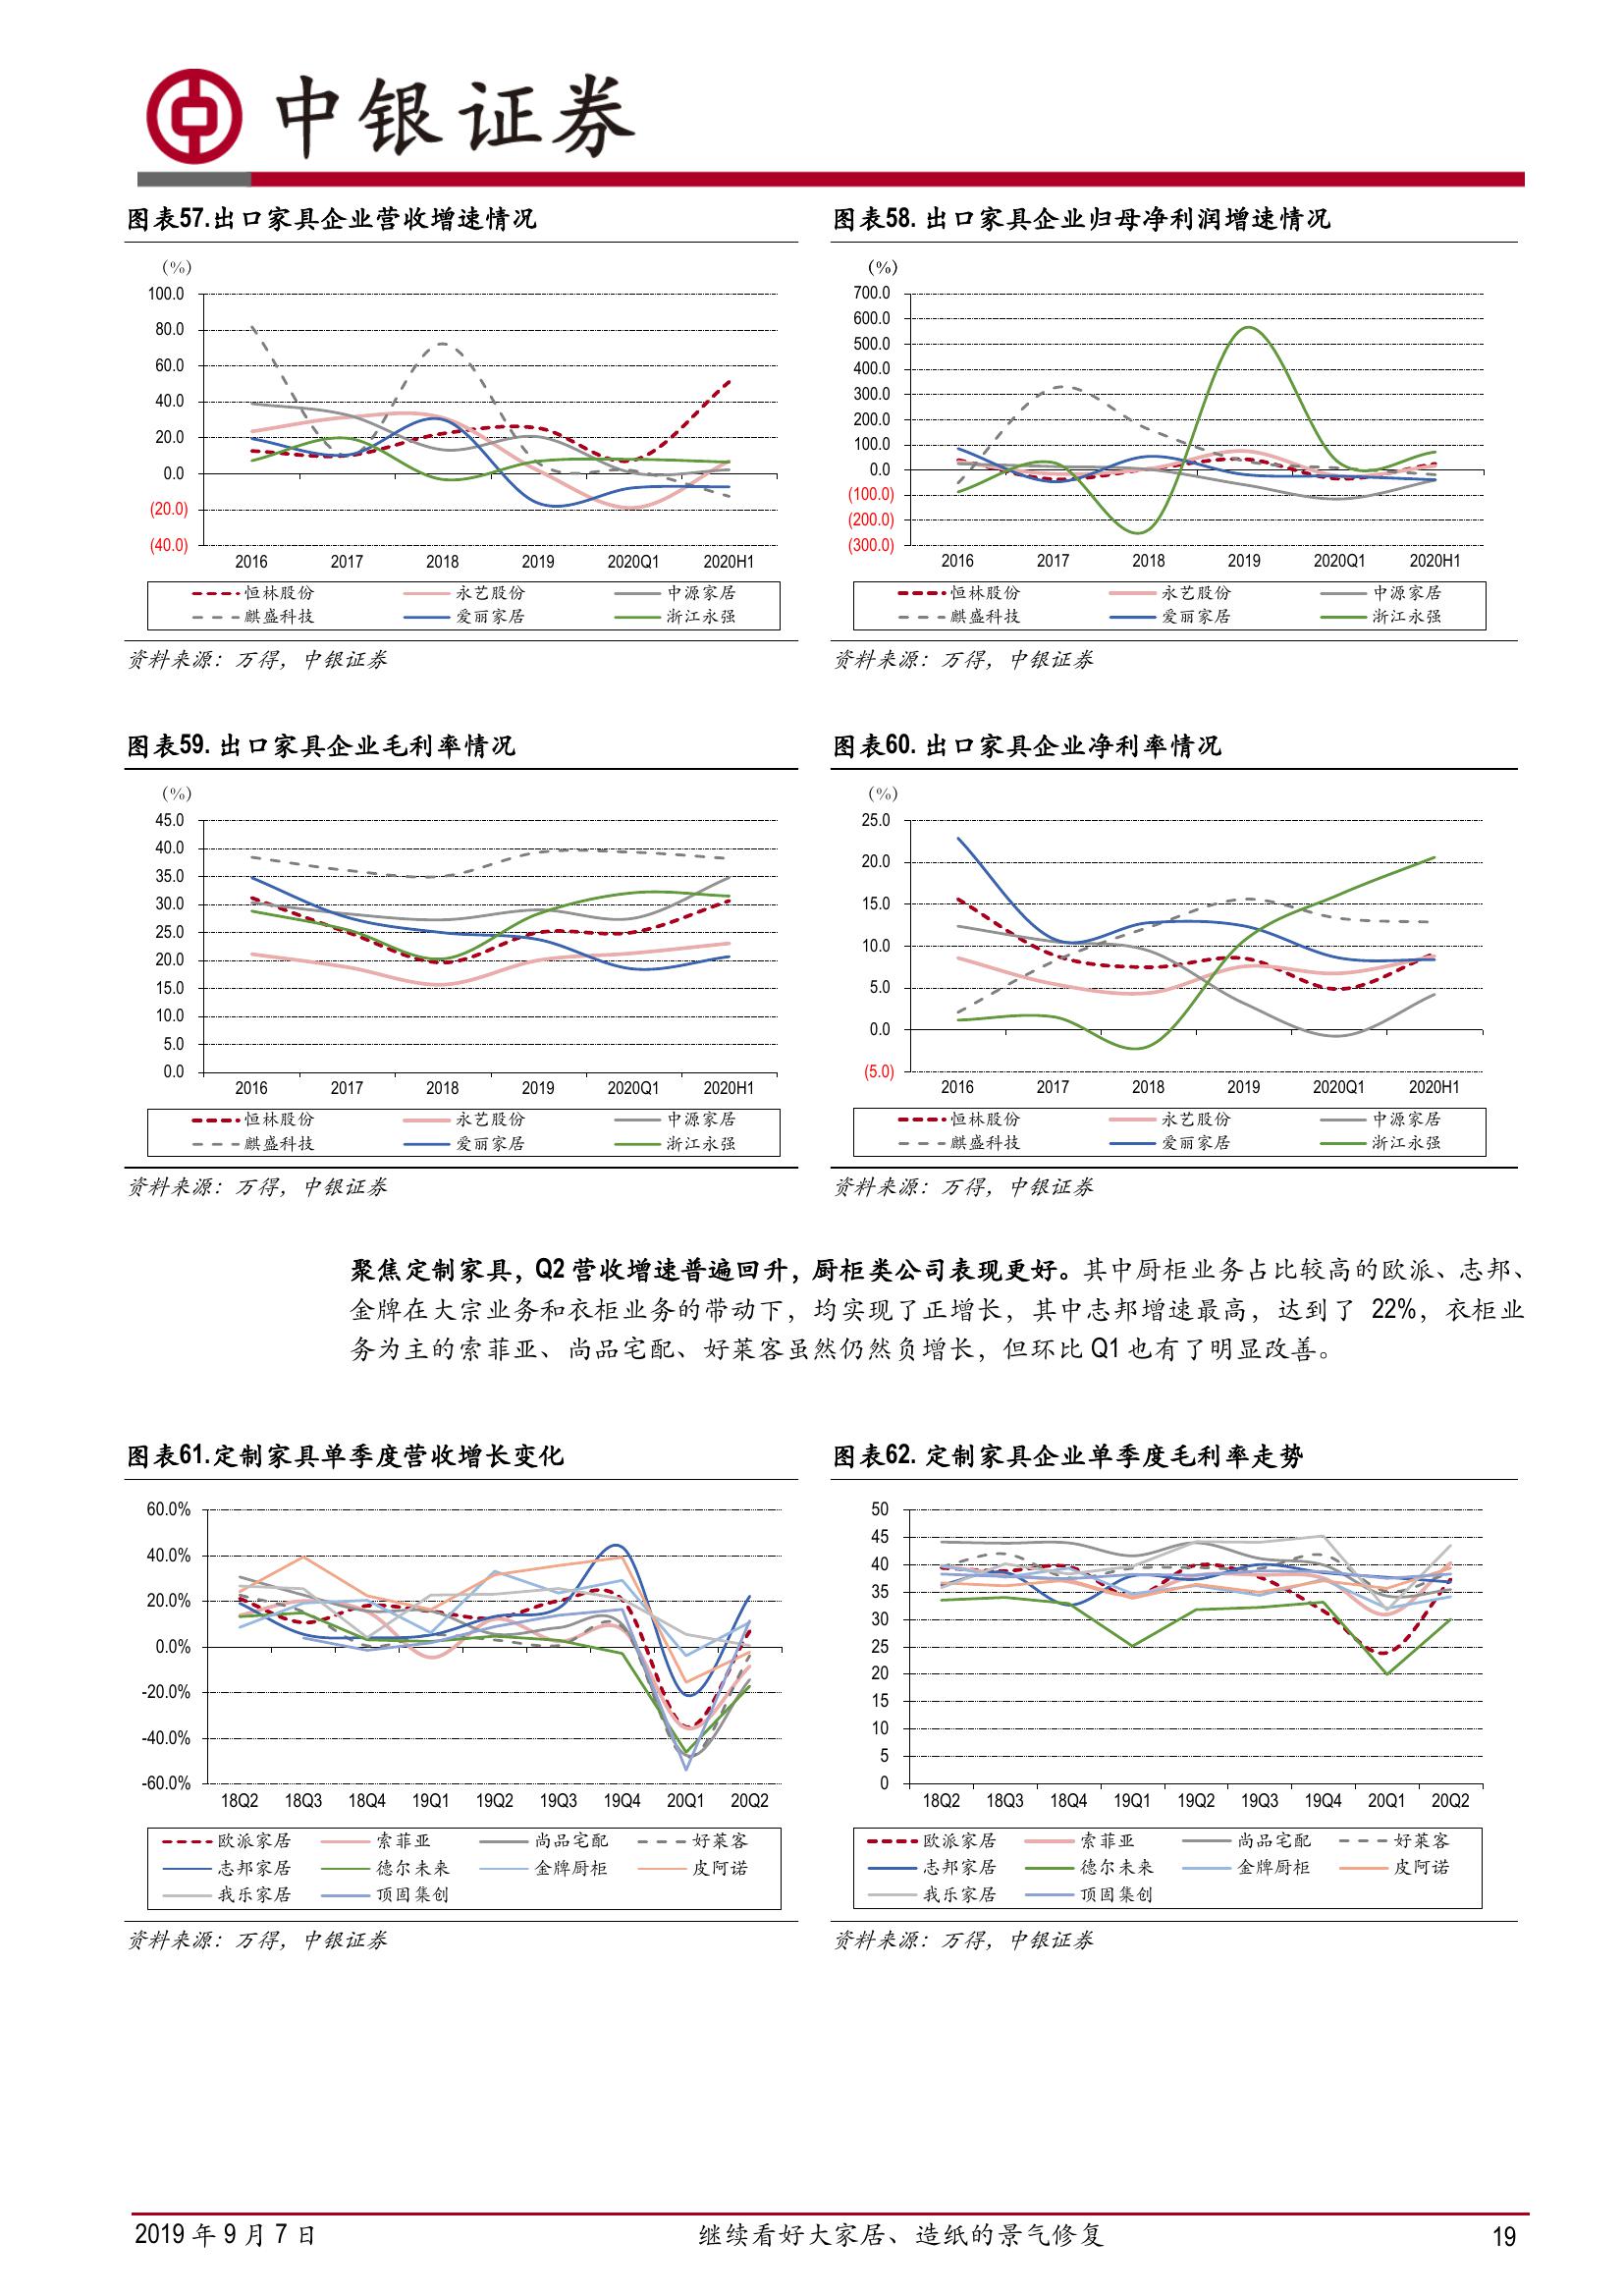 中银证券
图表57.出口家具企业营收增速情况
(%)
100.0
80.0
60.0
40.0
20.0
0.0
(20.0)
(40.0)
2016 2017 2018 2019 2020Q1 2020H1
恒林股份 永艺股份 中源家居
麒盛科技 爱丽家居 浙江永强
资料来源：万得，中银证券
图表58. 出口家具企业归母净利润增速情况
(%)
700.0
600.0
500.0
400.0
300.0
200.0
100.0
0.0
(100.0)
(200.0)
(300.0)
2016 2017 2018 2019 2020Q1 2020H1
恒林股份 永艺股份 中源家居
麒盛科技 爱丽家居 浙江永强
资料来源：万得，中银证券
图表59. 出口家具企业毛利率情况
(%)
45.0
40.0
35.0
30.0
25.0
20.0
15.0
10.0
5.0
0.0
2016 2017 2018 2019 2020Q1 2020H1
恒林股份 永艺股份 中源家居
麒盛科技 爱丽家居 浙江永强
资料来源：万得，中银证券
图表60. 出口家具企业净利率情况
(%)
25.0
20.0
15.0
10.0
5.0
0.0
(5.0)
2016 2017 2018 2019 2020Q1 2020H1
恒林股份 永艺股份 中源家居
麒盛科技 爱丽家居 浙江永强
资料来源：万得，中银证券
聚焦定制家具，Q2 营收增速普遍回升，厨柜类公司表现更好。其中厨柜业务占比较高的欧派、志邦、
金牌在大宗业务和衣柜业务的带动下，均实现了正增长，其中志邦增速最高，达到了 22%，衣柜业
务为主的索菲亚、尚品宅配、好莱客虽然仍然负增长，但环比 Q1 也有了明显改善。
图表61.定制家具单季度营收增长变化
60.0%
40.0%
20.0%
0.0%
-20.0%
-40.0%
-60.0%
18Q2 18Q3 18Q4 19Q1 19Q2 19Q3 19Q4 20Q1 20Q2
欧派家居 索菲亚 尚品宅配 好莱客
志邦家居 德尔未来 金牌厨柜 皮阿诺
我乐家居 顶固集创
资料来源：万得，中银证券
图表62. 定制家具企业单季度毛利率走势
50
45
40
35
30
25
20
15
10
5
0
18Q2 18Q3 18Q4 19Q1 19Q2 19Q3 19Q4 20Q1 20Q2
欧派家居 索菲亚 尚品宅配 好莱客
志邦家居 德尔未来 金牌厨柜 皮阿诺
我乐家居 顶固集创
资料来源：万得，中银证券
2019 年 9 月 7 日 继续看好大家居、造纸的景气修复 19